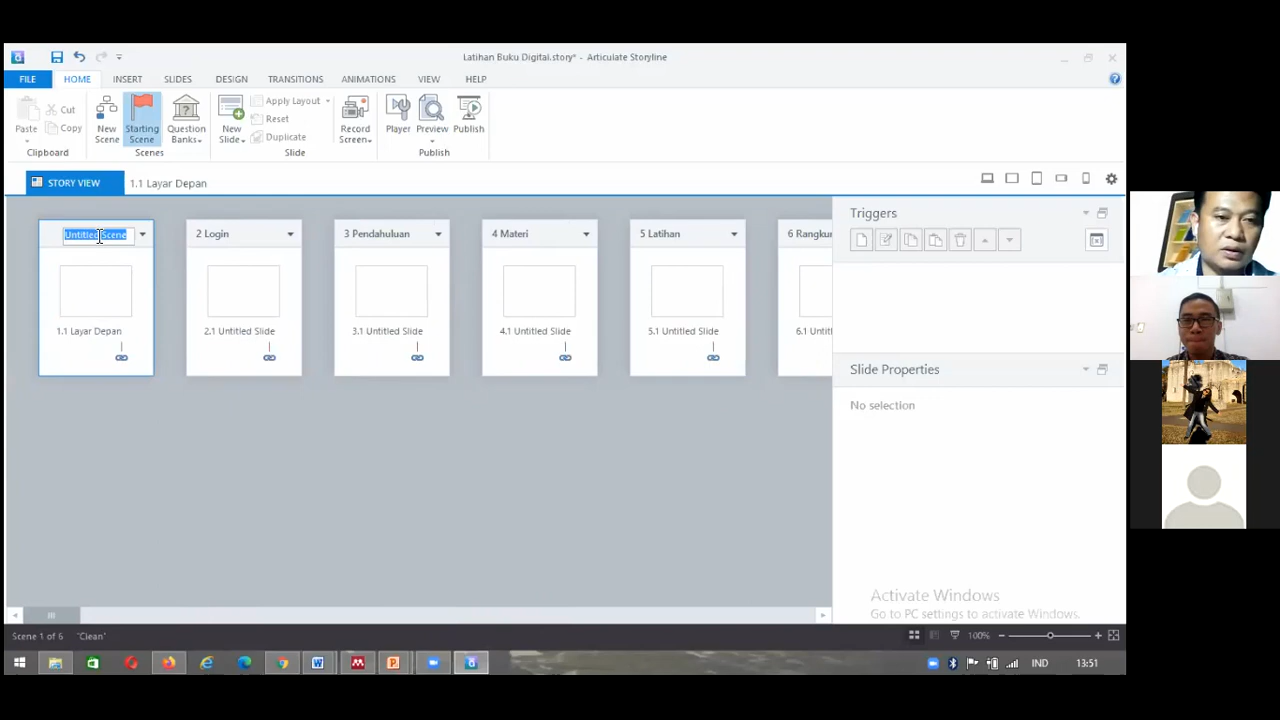 Latihan Buku Digital.story* - Articulate Storyline
FILE HOME INSERT SLIDES DESIGN TRANSITIONS ANIMATIONS VIEW HELP
Paste
Cut
Copy
Clipboard
New Scene
Starting Scene
Question Banks
Scenes
New Slide
Apply Layout
Reset
Duplicate
Slide
Record Screen
Player
Preview
Publish
Publish
STORY VIEW 1.1 Layar Depan
Untitled Scene
1.1 Layar Depan
2 Login
2.1 Untitled Slide
3 Pendahuluan
3.1 Untitled Slide
4 Materi
4.1 Untitled Slide
5 Latihan
5.1 Untitled Slide
6 Rangkur
6.1 Unti
Triggers
Slide Properties
No selection
Activate Windows
Go to PC settings to activate Windows.
Scene 1 of 6 "Clean" 100%
IND 13:51